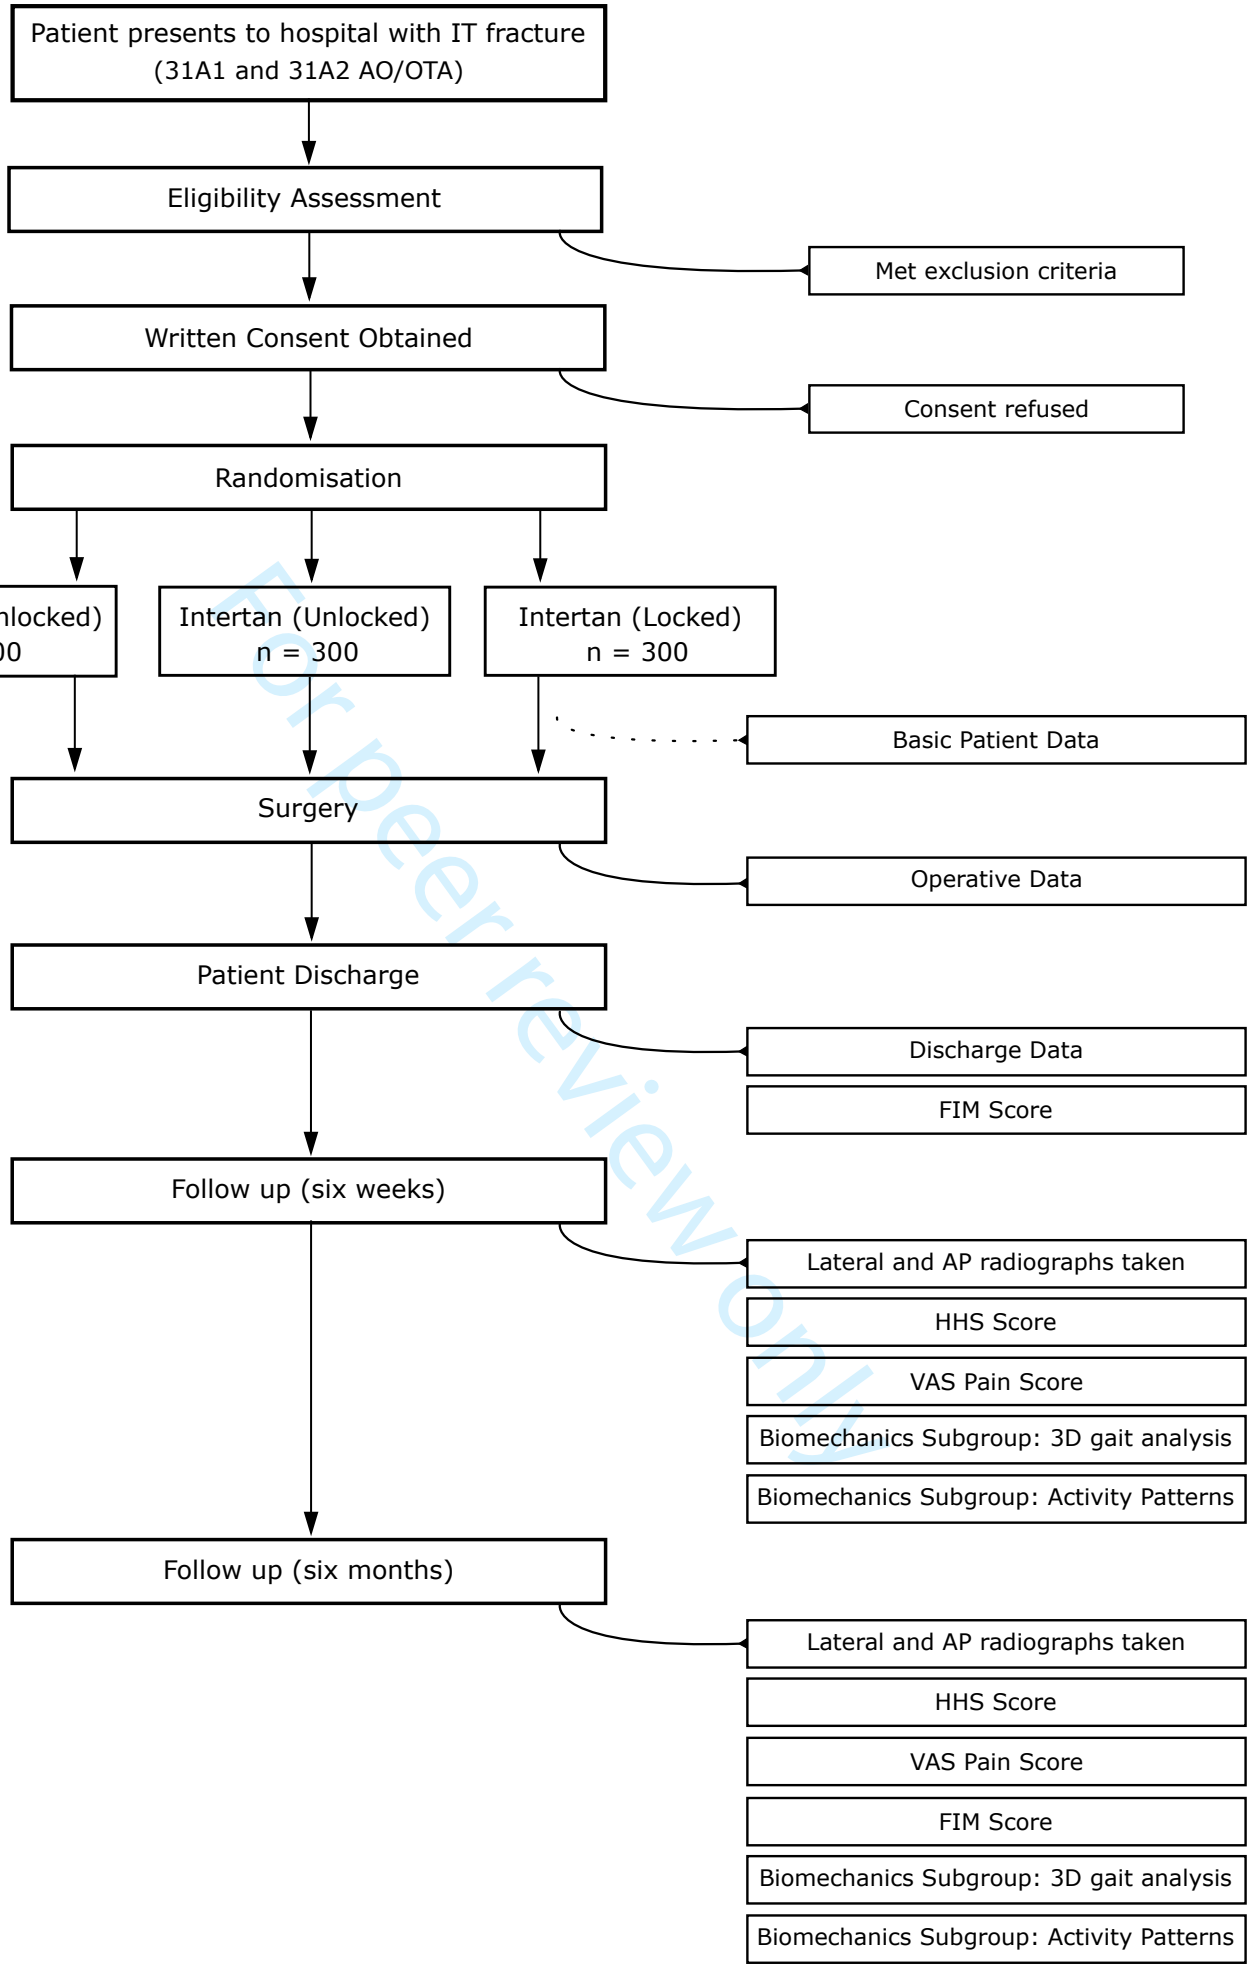 Patient presents to hospital with IT fracture
(31A1 and 31A2 AO/OTA)
Eligibility Assessment
Met exclusion criteria
Written Consent Obtained
Consent refused
Randomisation
nlocked)
00
Intertan (Unlocked)
n = 300
Intertan (Locked)
n = 300
Basic Patient Data
Surgery
Operative Data
Patient Discharge
Discharge Data
FIM Score
Follow up (six weeks)
Lateral and AP radiographs taken
HHS Score
VAS Pain Score
Biomechanics Subgroup: 3D gait analysis
Biomechanics Subgroup: Activity Patterns
Follow up (six months)
Lateral and AP radiographs taken
HHS Score
VAS Pain Score
FIM Score
Biomechanics Subgroup: 3D gait analysis
Biomechanics Subgroup: Activity Patterns
For peer review only